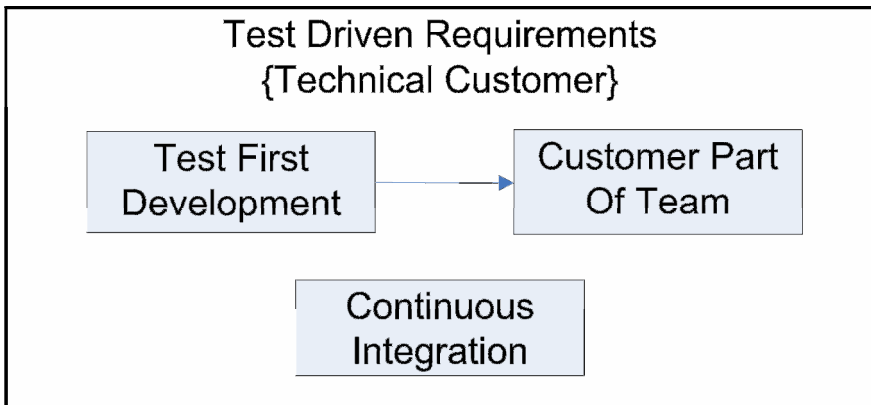 Test Driven Requirements
{Technical Customer}
Test First
Development
Customer Part
Of Team
Continuous
Integration